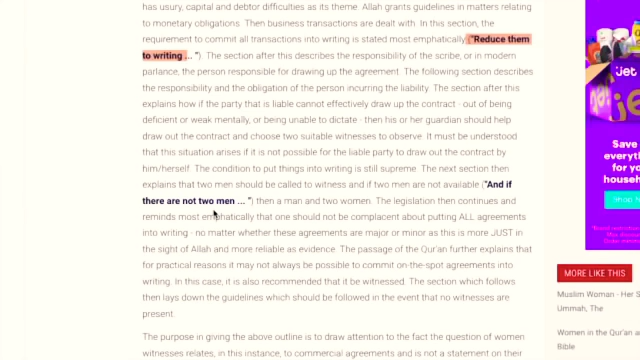 has usury, capital and debtor difficulties as its theme. Allah grants guidelines in matters relating
to monetary obligations. Then business transactions are dealt with. In this section, the
requirement to commit all transactions into writing is stated most emphatically ("Reduce them
to writing ... "). The section after this describes the responsibility of the scribe, or in modern
parlance, the person responsible for drawing up the agreement. The following section describes
the responsibility and the obligation of the person incurring the liability. The section after this
explains how if the party that is liable cannot effectively draw up the contract - out of being
deficient or weak mentally, or being unable to dictate - then his or her guardian should help
draw out the contract and choose two suitable witnesses to observe. It must be understood
that this situation arises if it is not possible for the liable party to draw out the contract by
him/herself. The condition to put things into writing is still supreme. The next section then
explains that two men should be called to witness and if two men are not available ("And if
there are not two men ... ") then a man and two women. The legislation then continues and
reminds most emphatically that one should not be complacent about putting ALL agreements
into writing - no matter whether these agreements are major or minor as this is more JUST in
the sight of Allah and more reliable as evidence. The passage of the Qur'an further explains that
for practical reasons it may not always be possible to commit on-the-spot agreements into
writing. In this case, it is also recommended that it be witnessed. The section which follows
then lays down the guidelines which should be followed in the event that no witnesses are
present.
The purpose in giving the above outline is to draw attention to the fact the question of women
witnesses relates, in this instance, to commercial agreements and is not a statement on their
Jet
je
Save
everythi
for you
househ
Shop
MORE LIKE THIS
Muslim Woman - Her S
Ummah, The
Women in the Qur'an a
Bible